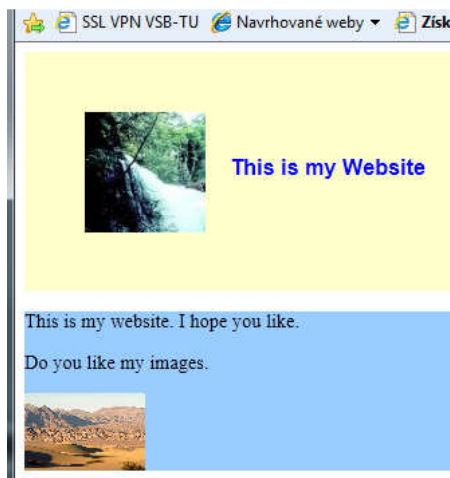 SSL VPN VSB-TU Navrhované weby Získ
This is my Website
This is my website. I hope you like.
Do you like my images.